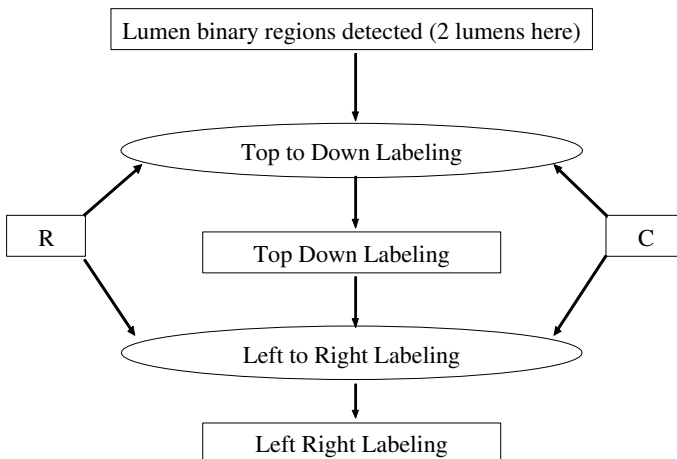 Lumen binary regions detected (2 lumens here)
Top to Down Labeling
R
C
Top Down Labeling
Left to Right Labeling
Left Right Labeling